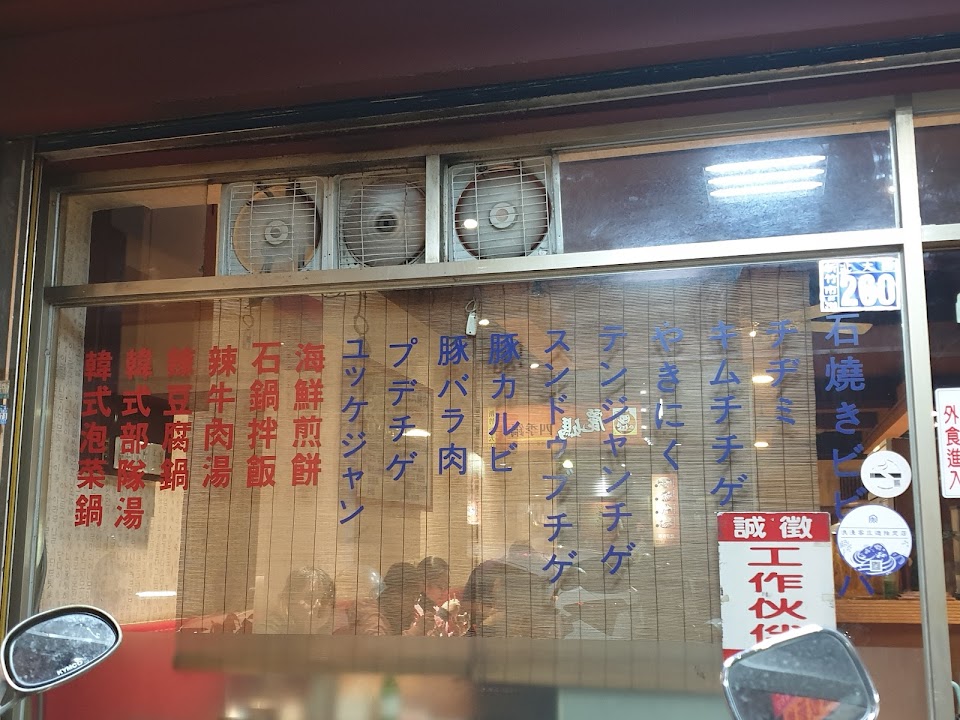 石焼きビビ バ
チヂミ
キムチチゲ
やきにく
テンジャンチゲ
スンドゥブチゲ
豚カルビ
豚バラ肉
プデチゲ
ユッケジャン
海鮮煎餅
石鍋拌飯
辣牛肉湯
豆腐鍋
韓式部隊湯
韓式泡菜鍋
誠徵
工作伙伴
外食進入
KYMCO